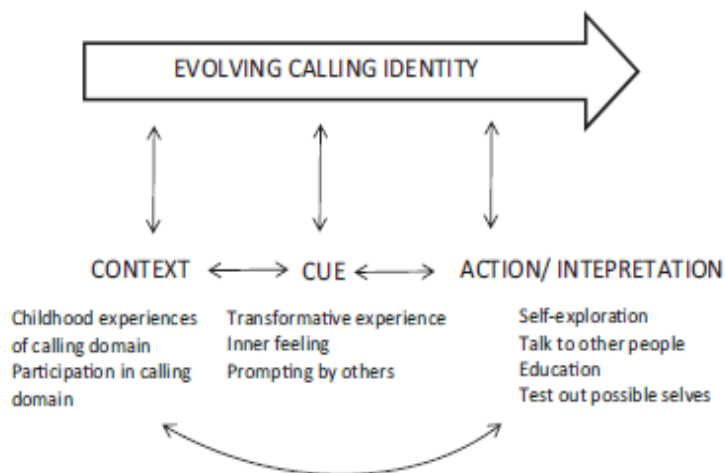 EVOLVING CALLING IDENTITY
CONTEXT
CUE
ACTION/ INTEPRETATION
Childhood experiences
of calling domain
Participation in calling
domain
Transformative experience
Inner feeling
Prompting by others
Self-exploration
Talk to other people
Education
Test out possible selves